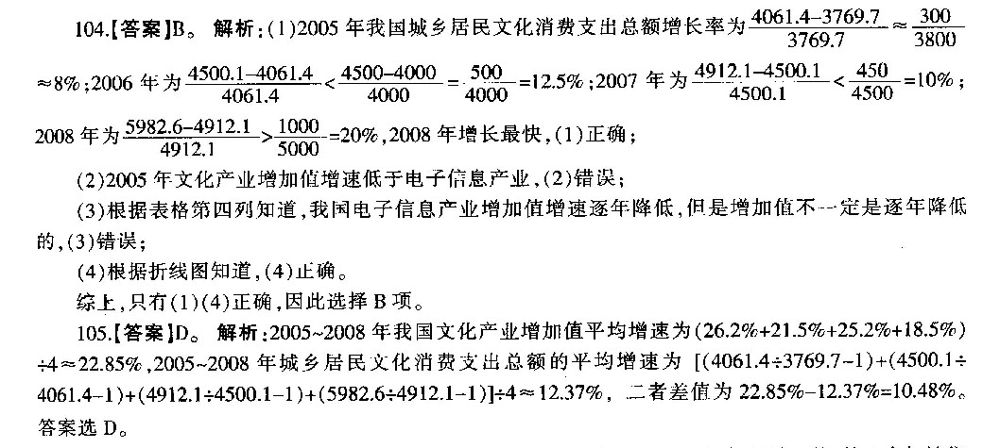 104.【答案】B。 解析:(1)2005 年我国城乡居民文化消费支出总额增长率为 (4061.4-3769.7)/3769.7 ≈ 300/3800
≈8%;2006 年为 (4500.1-4061.4)/4061.4 < (4500-4000)/4000 = 500/4000 =12.5%;2007 年为 (4912.1-4500.1)/4500.1 < 450/4500 =10%;
2008 年为 (5982.6-4912.1)/4912.1 > 1000/5000 =20%,2008 年增长最快,(1)正确;
(2)2005 年文化产业增加值增速低于电子信息产业,(2)错误;
(3)根据表格第四列知道,我国电子信息产业增加值增速逐年降低,但是增加值不一定是逐年降低
的,(3)错误;
(4)根据折线图知道,(4)正确。
综上,只有(1)(4)正确,因此选择 B 项。
105.【答案】D。 解析:2005~2008 年我国文化产业增加值平均增速为(26.2%+21.5%+25.2%+18.5%)
÷4≈22.85%,2005~2008 年城乡居民文化消费支出总额的平均增速为 [(4061.4÷3769.7-1)+(4500.1÷
4061.4-1)+(4912.1÷4500.1-1)+(5982.6÷4912.1-1)]÷4≈12.37%, 二者差值为 22.85%-12.37%=10.48%。
答案选 D。